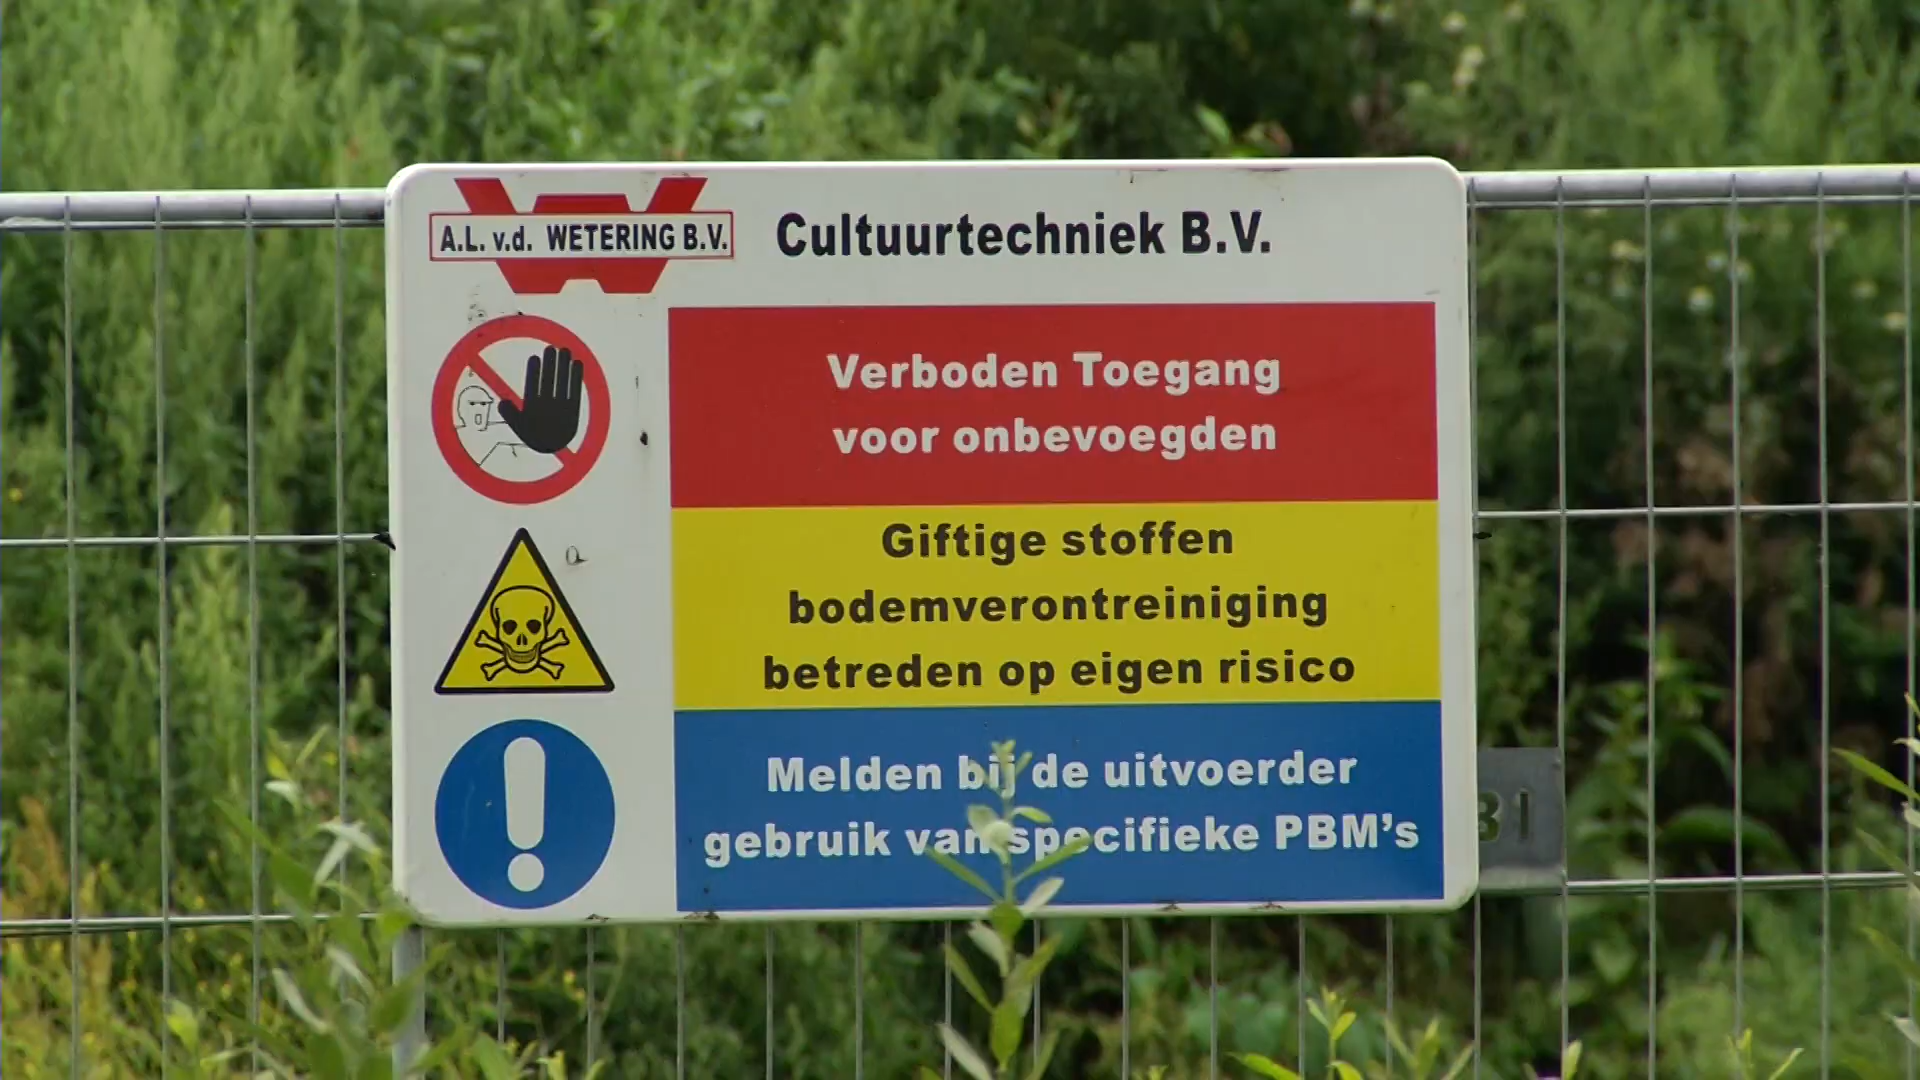 A.L. v.d. WETERING B.V.
Cultuurtechniek B.V.
Verboden Toegang
voor onbevoegden
Giftige stoffen
bodemverontreiniging
betreden op eigen risico
Melden bij de uitvoerder
gebruik van specifieke PBM's